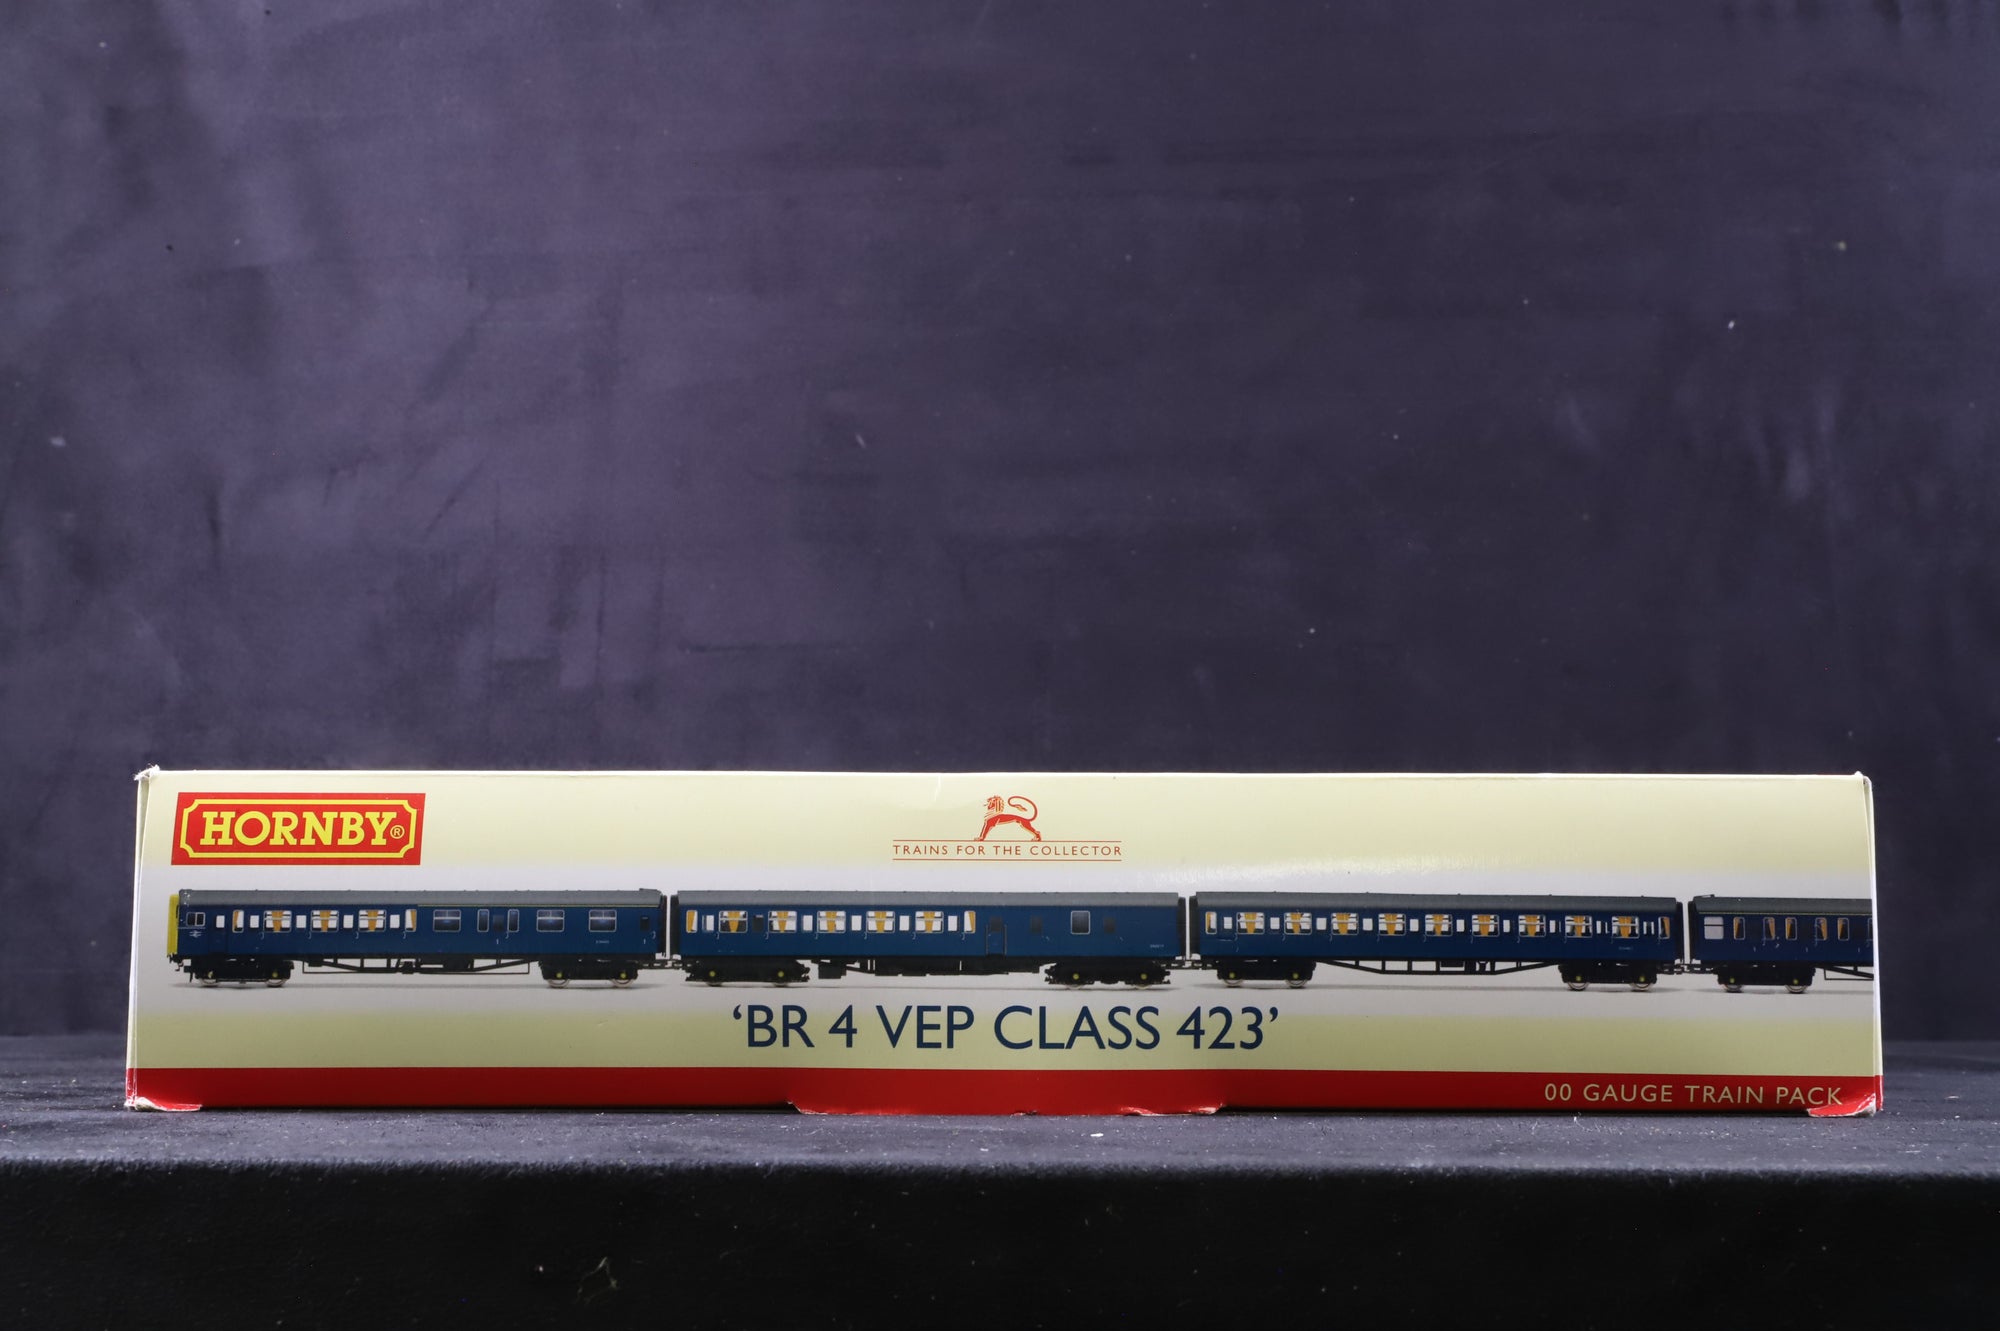 HORNBY®
TRAINS FOR THE COLLECTOR
‘BR 4 VEP CLASS 423’
00 GAUGE TRAIN PACK